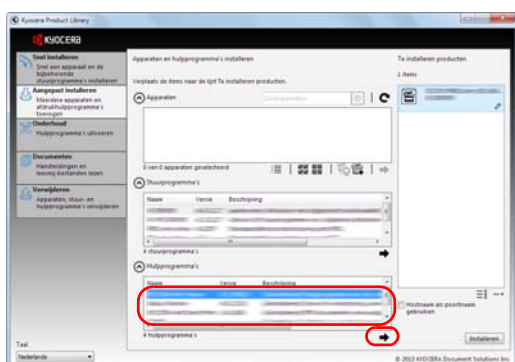 Kyocera Product Library
KYOCERA
Snel installeren
Snel een apparaat en de
bijbehorende
stuurprogramma's installeren
Aangepast installeren
Meerdere apparaten en
afdrukhulpprogramma's
toevoegen
Onderhoud
Hulpprogramma's uitvoeren
Documenten
Handleidingen en
leesmij-bestanden lezen
Verwijderen
Apparaten, stuur- en
hulpprogramma's verwijderen
Taal
Nederlands
Apparaten en hulpprogramma's installeren
Verplaats de items naar de lijst Te installeren producten.
Apparaten
0 van 0 apparaten geselecteerd
Stuurprogramma's
Naam Versie Beschrijving
4 stuurprogramma's
Hulpprogramma's
Naam Versie Beschrijving
4 hulpprogramma's
Te installeren producten
1 items
Hostnaam als poortnaam
gebruiken
Installeren
© 2013 KYOCERA Document Solutions Inc.